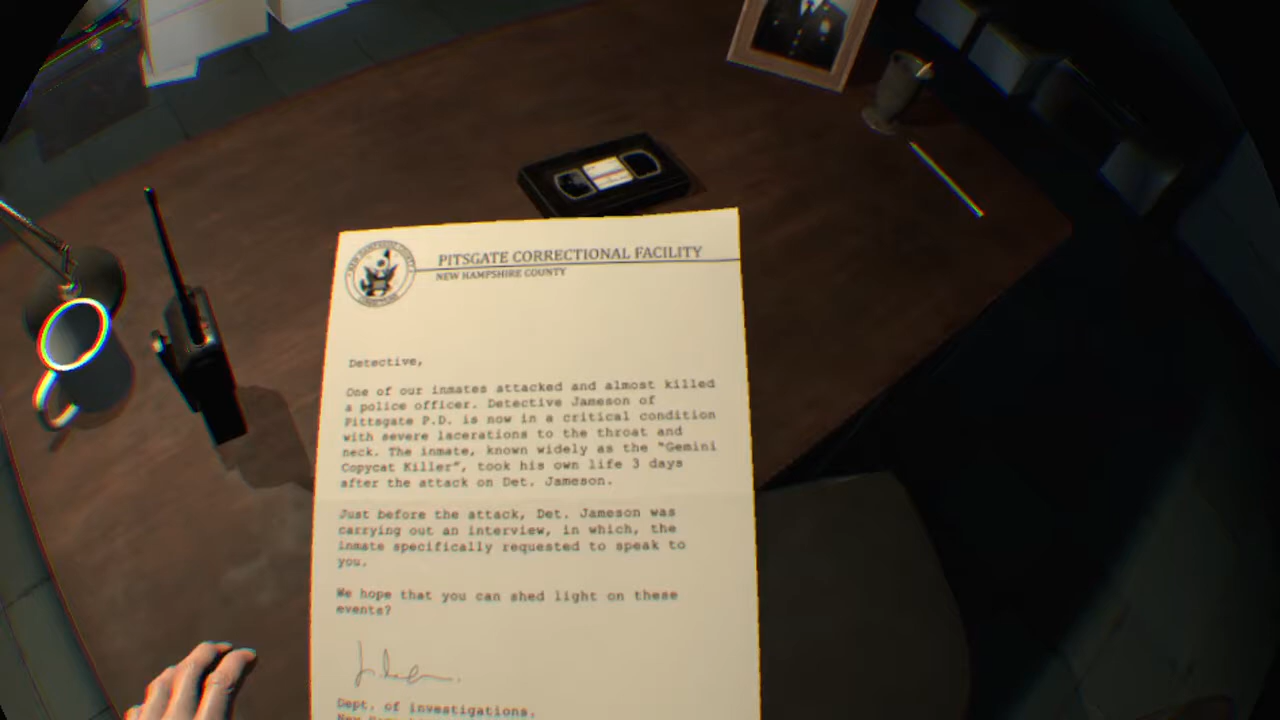 PITSGATE CORRECTIONAL FACILITY
NEW HAMPSHIRE COUNTY
Detective,
One of our inmates attacked and almost killed
a police officer. Detective Jameson of
Pittsgate P.D. is now in a critical condition
with severe lacerations to the throat and
neck. The inmate, known widely as the "Gemini
Copycat Killer", took his own life 3 days
after the attack on Det. Jameson.
Just before the attack, Det. Jameson was
carrying out an interview, in which, the
inmate specifically requested to speak to
you.
We hope that you can shed light on these
events?
Dept. of investigations.